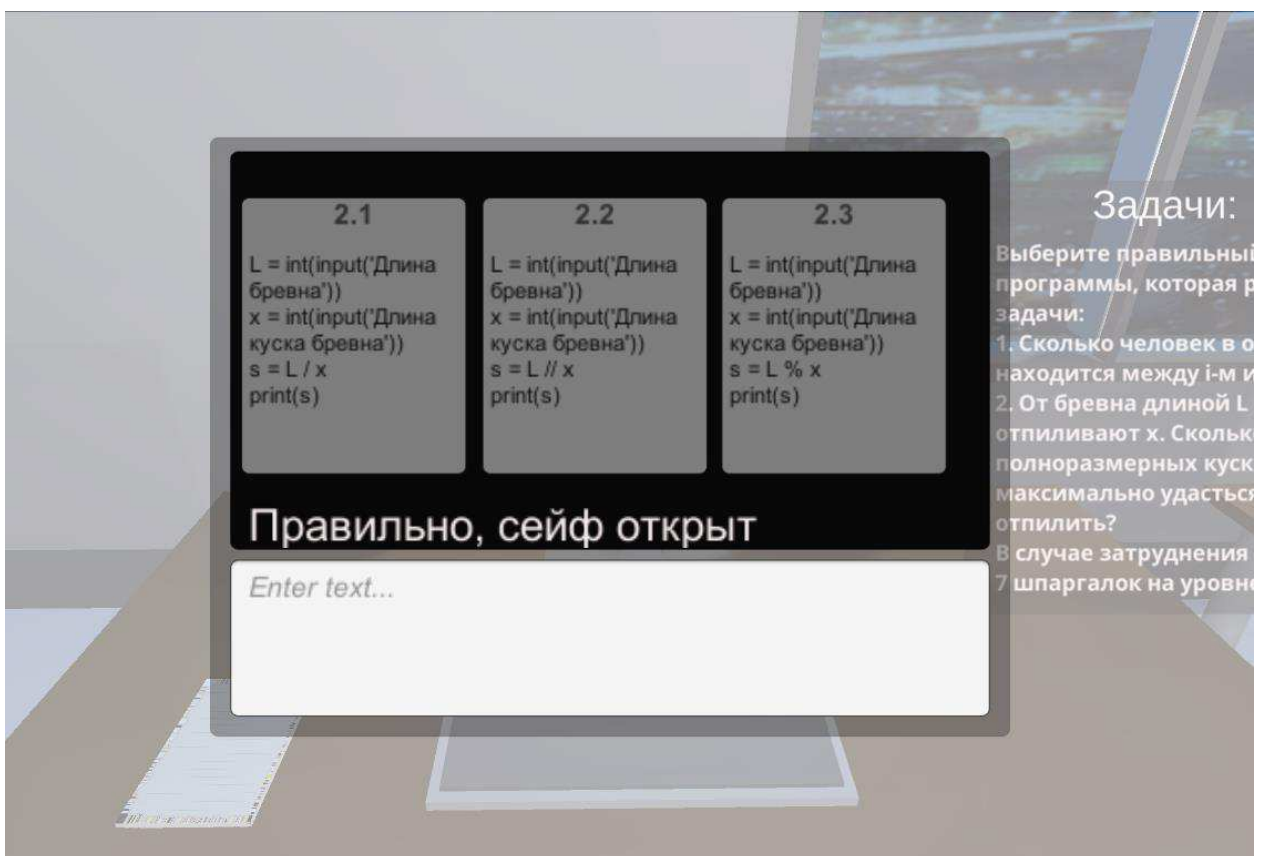 2.1
L = int(input('Длина
бревна'))
x = int(input('Длина
куска бревна'))
s = L / x
print(s)
2.2
L = int(input('Длина
бревна'))
x = int(input('Длина
куска бревна'))
s = L // x
print(s)
2.3
L = int(input('Длина
бревна'))
x = int(input('Длина
куска бревна'))
s = L % x
print(s)
Правильно, сейф открыт
Enter text...
Задачи:
Выберите правильный
программы, которая р
задачи:
1. Сколько человек в о
находится между i-м и
2. От бревна длиной L
отпиливают x. Скольк
полноразмерных куск
максимально удасться
отпилить?
В случае затруднения
7 шпаргалок на уровн